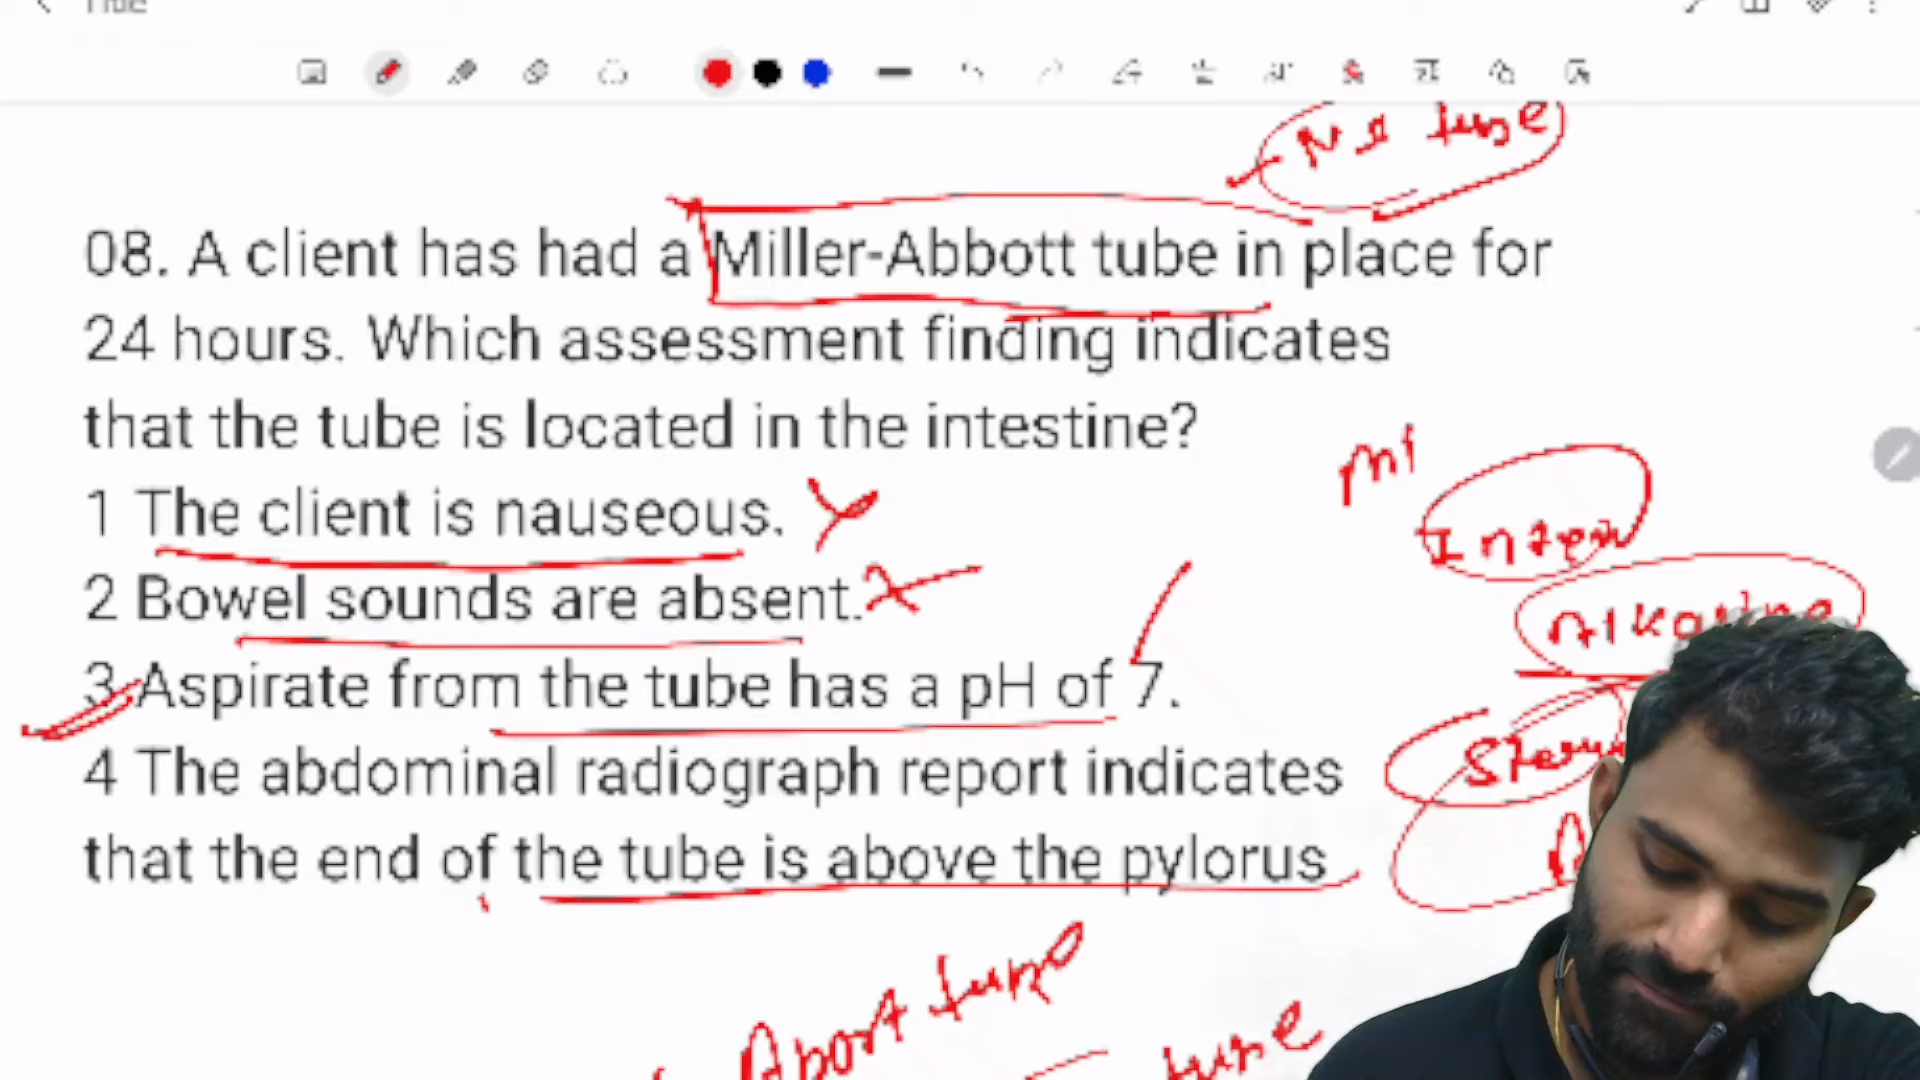 Title
NI tube
08. A client has had a Miller-Abbott tube in place for
24 hours. Which assessment finding indicates
that the tube is located in the intestine?
1 The client is nauseous.
2 Bowel sounds are absent.
3 Aspirate from the tube has a pH of 7.
4 The abdominal radiograph report indicates
that the end of the tube is above the pylorus
Abort tube
tube